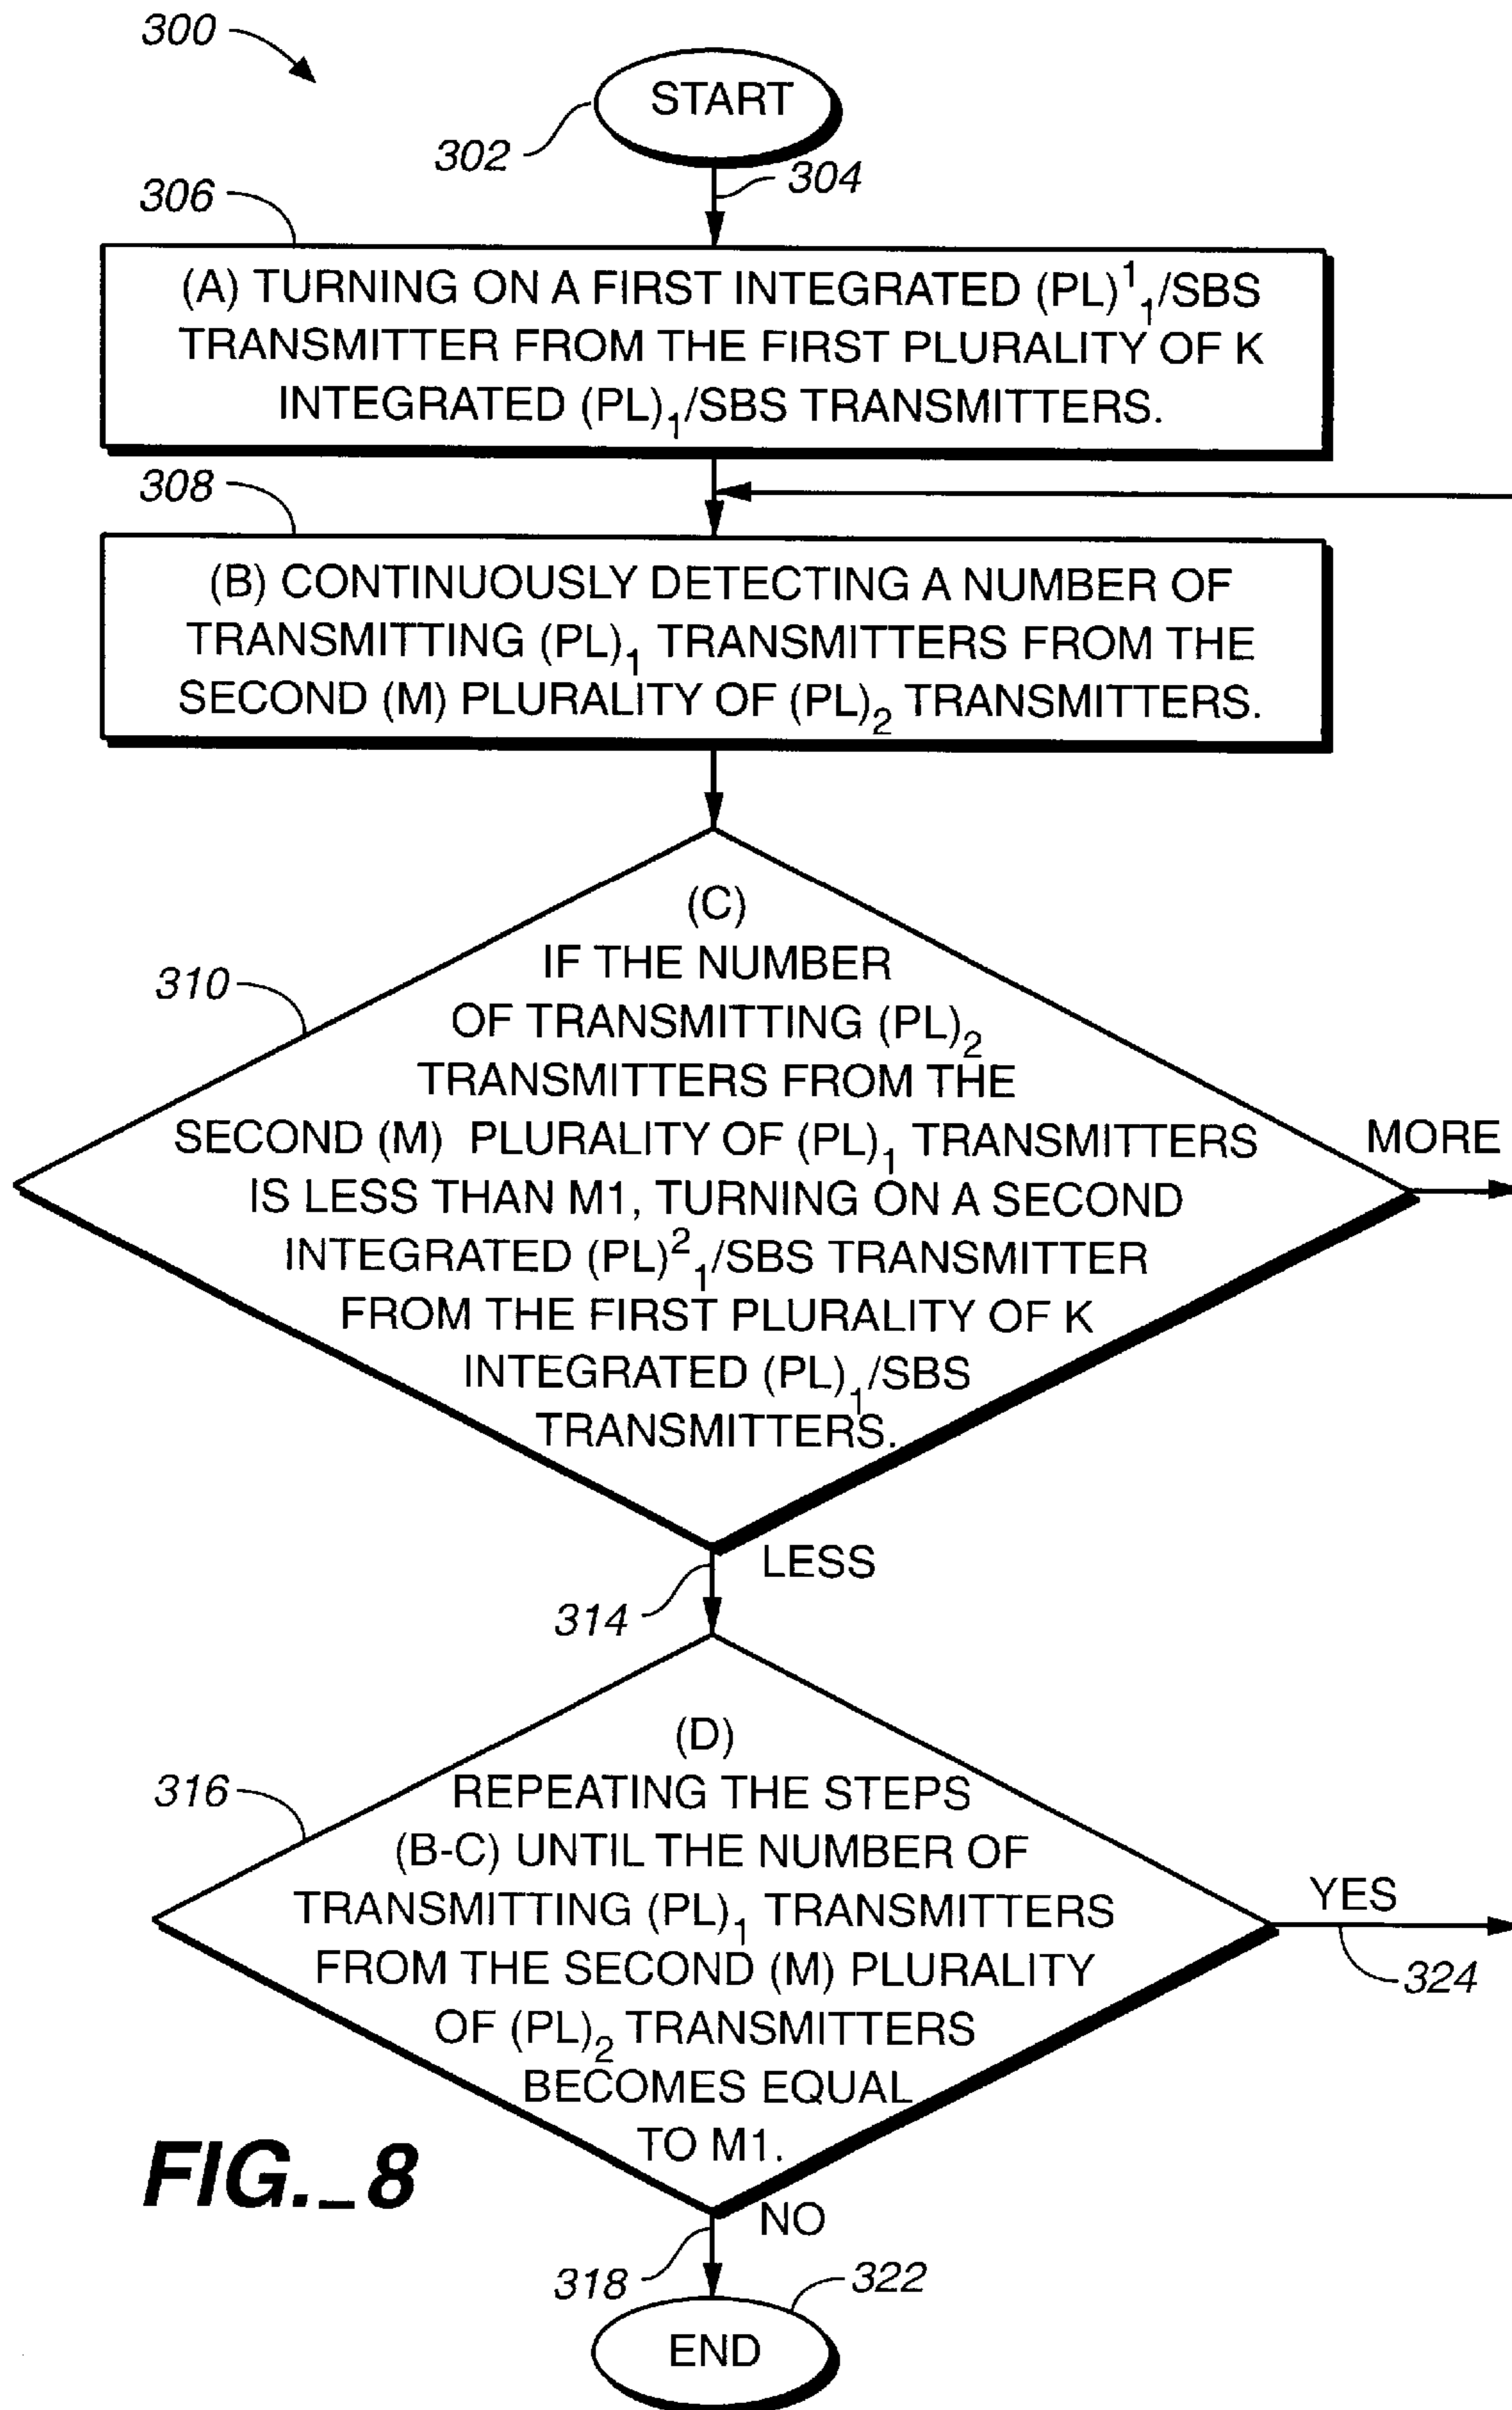 300
START
302
304
306
(A) TURNING ON A FIRST INTEGRATED (PL)¹₁/SBS
TRANSMITTER FROM THE FIRST PLURALITY OF K
INTEGRATED (PL)₁/SBS TRANSMITTERS.
308
(B) CONTINUOUSLY DETECTING A NUMBER OF
TRANSMITTING (PL)₁ TRANSMITTERS FROM THE
SECOND (M) PLURALITY OF (PL)₂ TRANSMITTERS.
310
(C)
IF THE NUMBER
OF TRANSMITTING (PL)₂
TRANSMITTERS FROM THE
SECOND (M) PLURALITY OF (PL)₁ TRANSMITTERS
IS LESS THAN M1, TURNING ON A SECOND
INTEGRATED (PL)²₁/SBS TRANSMITTER
FROM THE FIRST PLURALITY OF K
INTEGRATED (PL)₁/SBS
TRANSMITTERS.
MORE
LESS
314
316
(D)
REPEATING THE STEPS
(B-C) UNTIL THE NUMBER OF
TRANSMITTING (PL)₁ TRANSMITTERS
FROM THE SECOND (M) PLURALITY
OF (PL)₂ TRANSMITTERS
BECOMES EQUAL
TO M1.
YES
324
FIG._8
NO
318
322
END